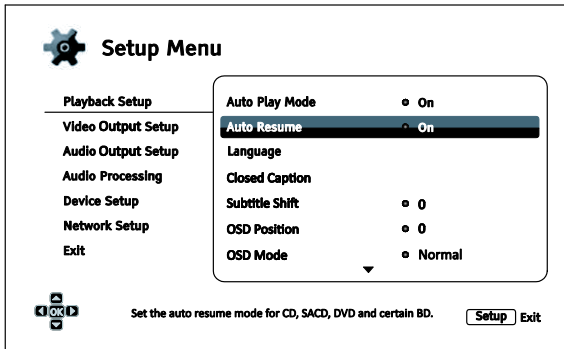 Setup Menu
Playback Setup
Video Output Setup
Audio Output Setup
Audio Processing
Device Setup
Network Setup
Exit
Auto Play Mode On
Auto Resume On
Language
Closed Caption
Subtitle Shift 0
OSD Position 0
OSD Mode Normal
OK
Set the auto resume mode for CD, SACD, DVD and certain BD.
Setup Exit